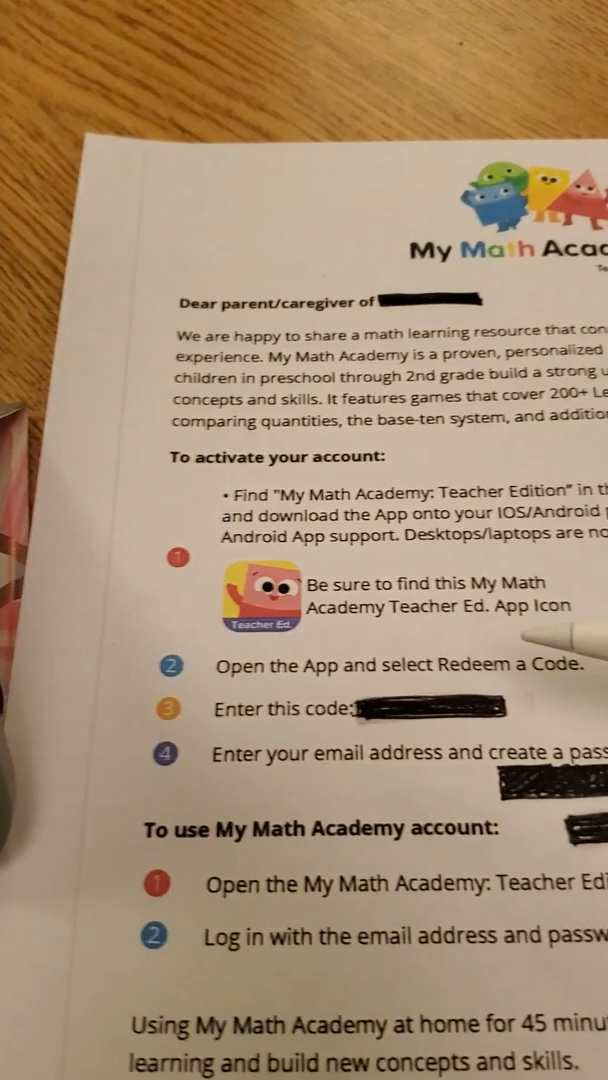 My Math Acad
Te
Dear parent/caregiver of
We are happy to share a math learning resource that con
experience. My Math Academy is a proven, personalized
children in preschool through 2nd grade build a strong u
concepts and skills. It features games that cover 200+ Le
comparing quantities, the base-ten system, and additio
To activate your account:
• Find "My Math Academy: Teacher Edition" in th
and download the App onto your IOS/Android
Android App support. Desktops/laptops are no
1
Be sure to find this My Math
Academy Teacher Ed. App Icon
Teacher Ed.
2 Open the App and select Redeem a Code.
3 Enter this code:
4 Enter your email address and create a pass
To use My Math Academy account:
1 Open the My Math Academy: Teacher Edi
2 Log in with the email address and passw
Using My Math Academy at home for 45 minu
learning and build new concepts and skills.